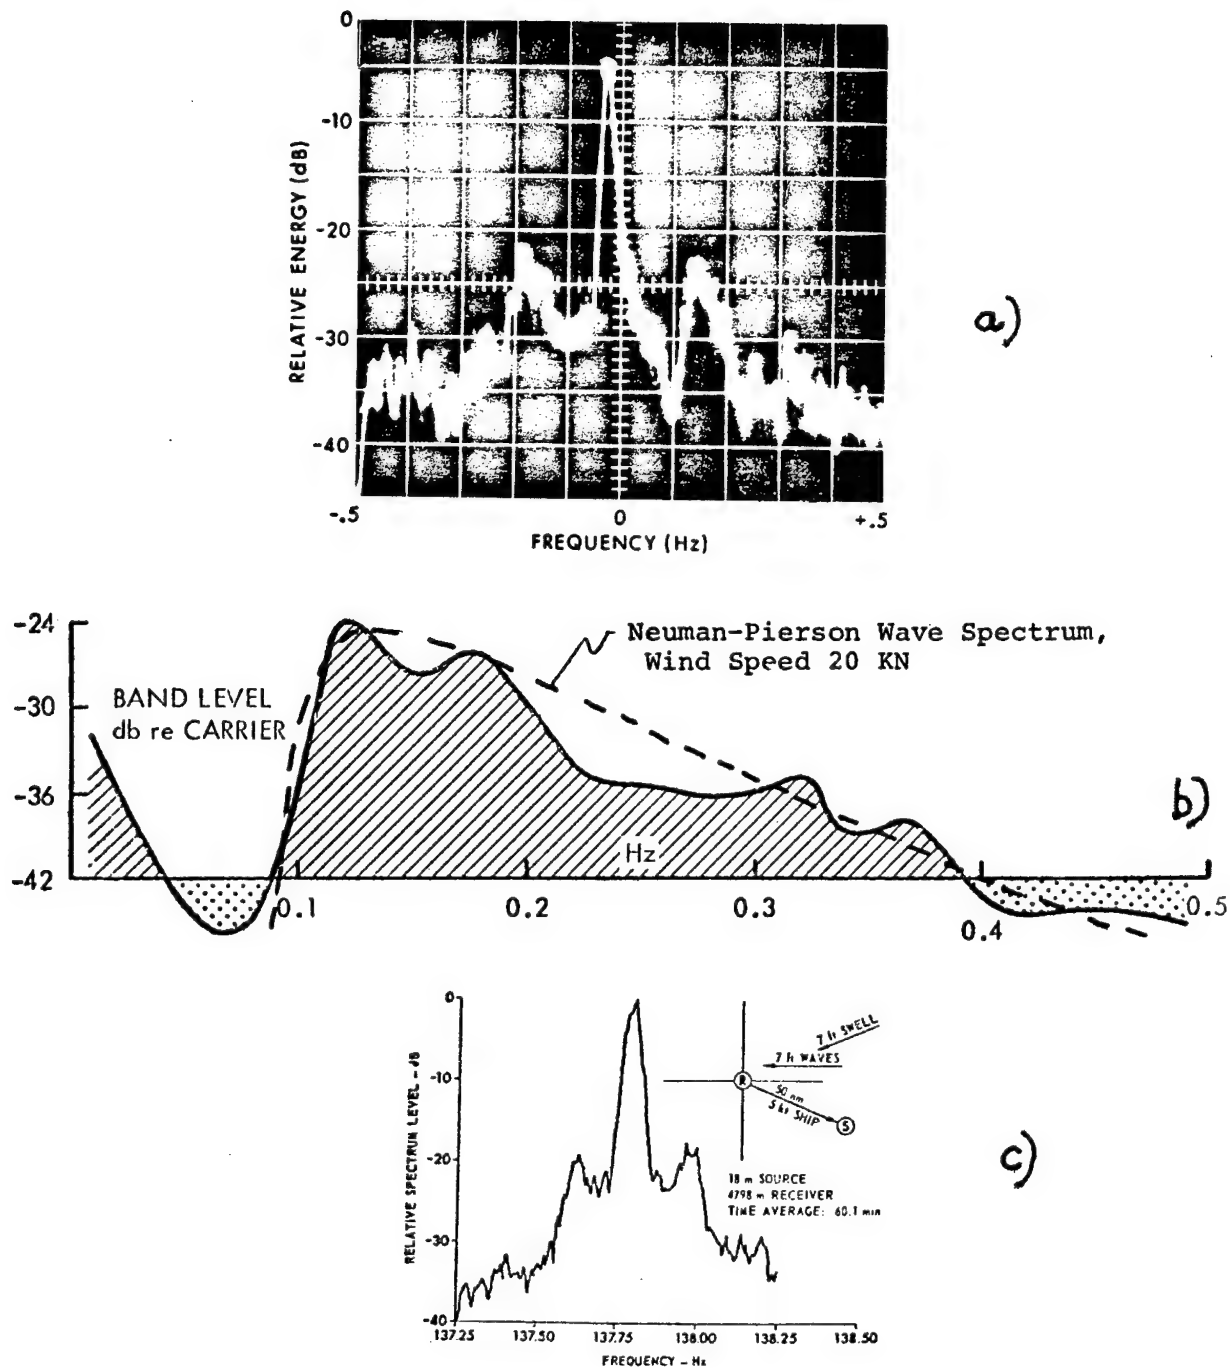 0
-10
-20
-30
-40
RELATIVE ENERGY (dB)
-.5
0
+.5
FREQUENCY (Hz)
a)
-24
-30
-36
-42
BAND LEVEL
db re CARRIER
Neuman-Pierson Wave Spectrum,
Wind Speed 20 KN
Hz
0.1
0.2
0.3
0.4
0.5
b)
0
-10
-20
-30
-40
RELATIVE SPECTRUM LEVEL - dB
7 ft SWELL
7 ft WAVES
R
50 nm
5 kt SHIP
S
18 m SOURCE
4798 m RECEIVER
TIME AVERAGE: 60.1 min
137.25
137.50
137.75
138.00
138.25
138.50
FREQUENCY - Hz
c)